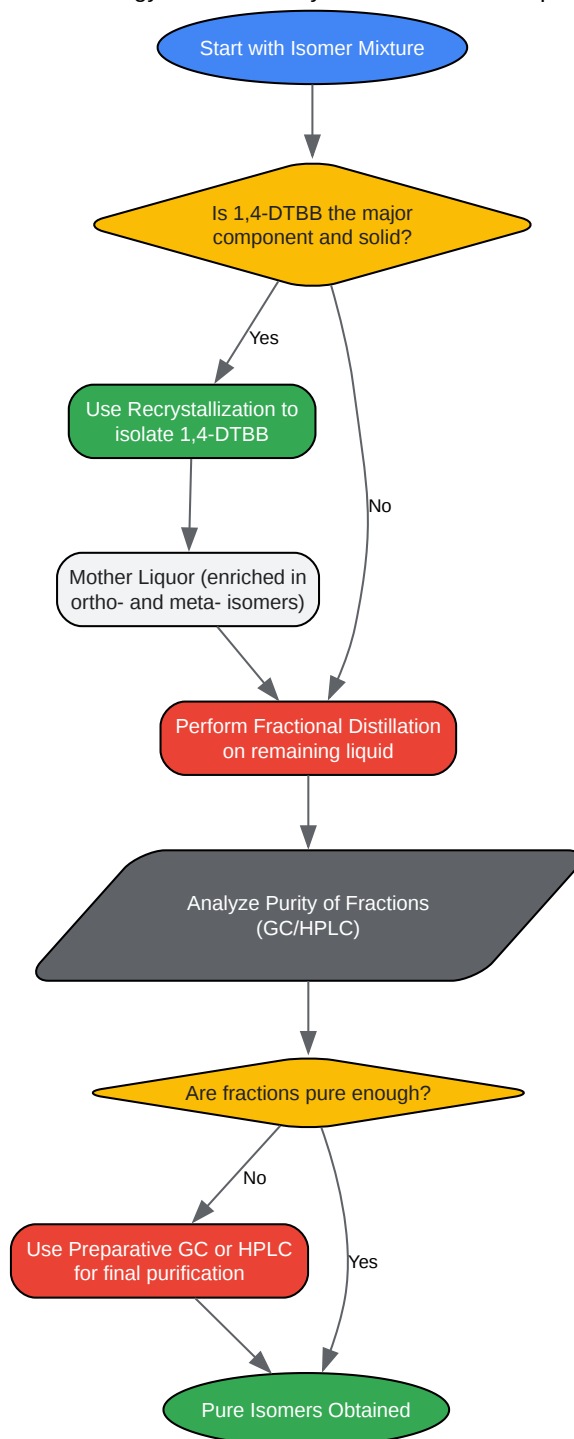 Start with Isomer Mixture
Is 1,4-DTBB the major
component and solid?
Yes
Use Recrystallization to
isolate 1,4-DTBB
No
Mother Liquor (enriched in
ortho- and meta- isomers)
Perform Fractional Distillation
on remaining liquid
Analyze Purity of Fractions
(GC/HPLC)
Are fractions pure enough?
No
Use Preparative GC or HPLC
for final purification
Yes
Pure Isomers Obtained